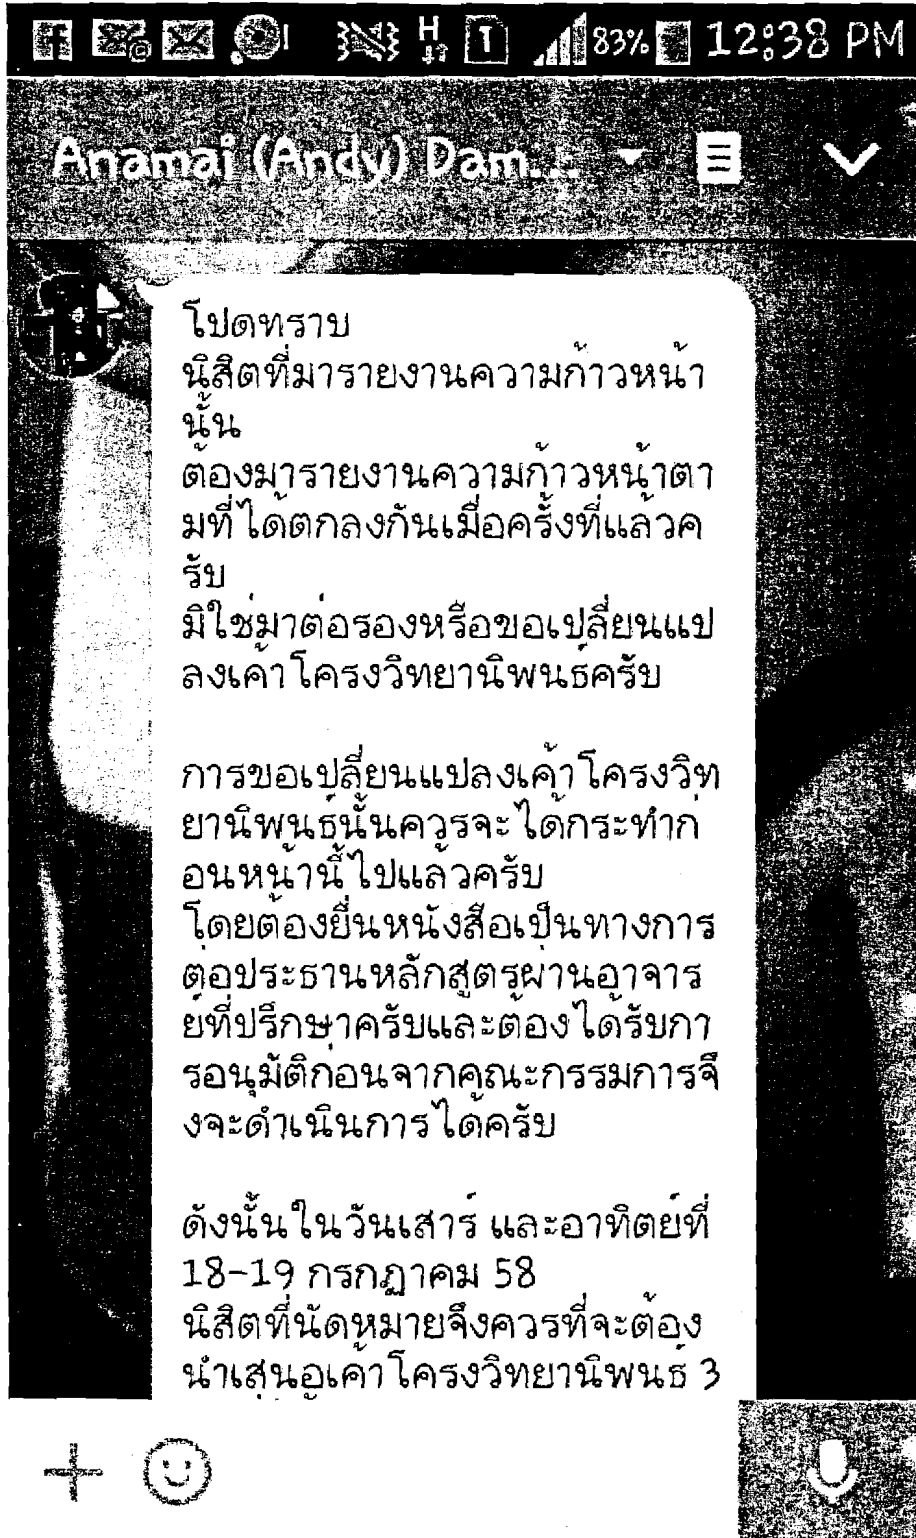 83% 12:38 PM
Anamai (Andy) Dam...
โปดทราบ
นิสิตที่มารายงานความก้าวหน้า
นั้น
ต้องมารายงานความก้าวหน้าตา
มที่ได้ตกลงกันเมื่อครั้งที่แล้วค
รับ
มิใช่มาต่อรองหรือขอเปลี่ยนแป
ลงเค้าโครงวิทยานิพนธ์ครับ
การขอเปลี่ยนแปลงเค้าโครงวิท
ยานิพนธ์นั้นควรจะได้กระทำก่
อนหน้านี้ไปแล้วครับ
โดยต้องยื่นหนังสือเป็นทางการ
ต่อประธานหลักสูตรผ่านอาจาร
ย์ที่ปรึกษาครับและต้องได้รับกา
รอนุมัติก่อนจากคณะกรรมการจึ
งจะดำเนินการได้ครับ
ดังนั้นในวันเสาร์ และอาทิตย์ที่
18-19 กรกฎาคม 58
นิสิตที่นัดหมายจึงควรที่จะต้อง
นำเสนอเค้าโครงวิทยานิพนธ์ 3